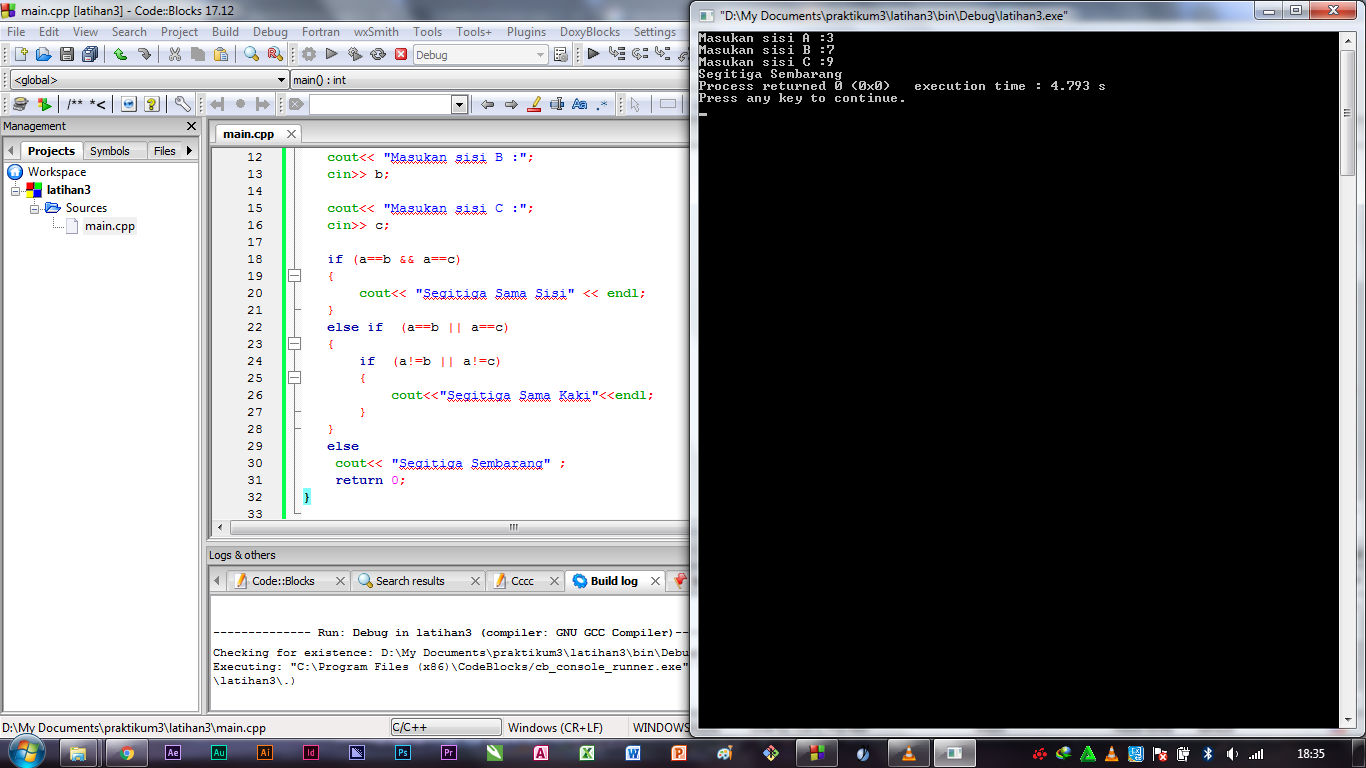 main.cpp [latihan3] - Code::Blocks 17.12
File Edit View Search Project Build Debug Fortran wxSmith Tools Tools+ Plugins DoxyBlocks Settings
Debug
<global> main() : int
/** *< Aa .*
Management
Projects Symbols Files
Workspace
latihan3
Sources
main.cpp
main.cpp
12 cout<< "Masukan sisi B :";
13 cin>> b;
14
15 cout<< "Masukan sisi C :";
16 cin>> c;
17
18 if (a==b && a==c)
19 {
20 cout<< "Segitiga Sama Sisi" << endl;
21 }
22 else if (a==b || a==c)
23 {
24 if (a!=b || a!=c)
25 {
26 cout<<"Segitiga Sama Kaki"<<endl;
27 }
28 }
29 else
30 cout<< "Segitiga Sembarang" ;
31 return 0;
32 }
33
Logs & others
Code::Blocks Search results Cccc Build log
-------------- Run: Debug in latihan3 (compiler: GNU GCC Compiler)--
Checking for existence: D:\My Documents\praktikum3\latihan3\bin\Debu
Executing: "C:\Program Files (x86)\CodeBlocks/cb_console_runner.exe"
\latihan3\.)
D:\My Documents\praktikum3\latihan3\main.cpp C/C++ Windows (CR+LF) WINDOWS
"D:\My Documents\praktikum3\latihan3\bin\Debug\latihan3.exe"
Masukan sisi A :3
Masukan sisi B :7
Masukan sisi C :9
Segitiga Sembarang
Process returned 0 (0x0) execution time : 4.793 s
Press any key to continue.
Ae Au Ai Id Ps Pr A X W P 18:35